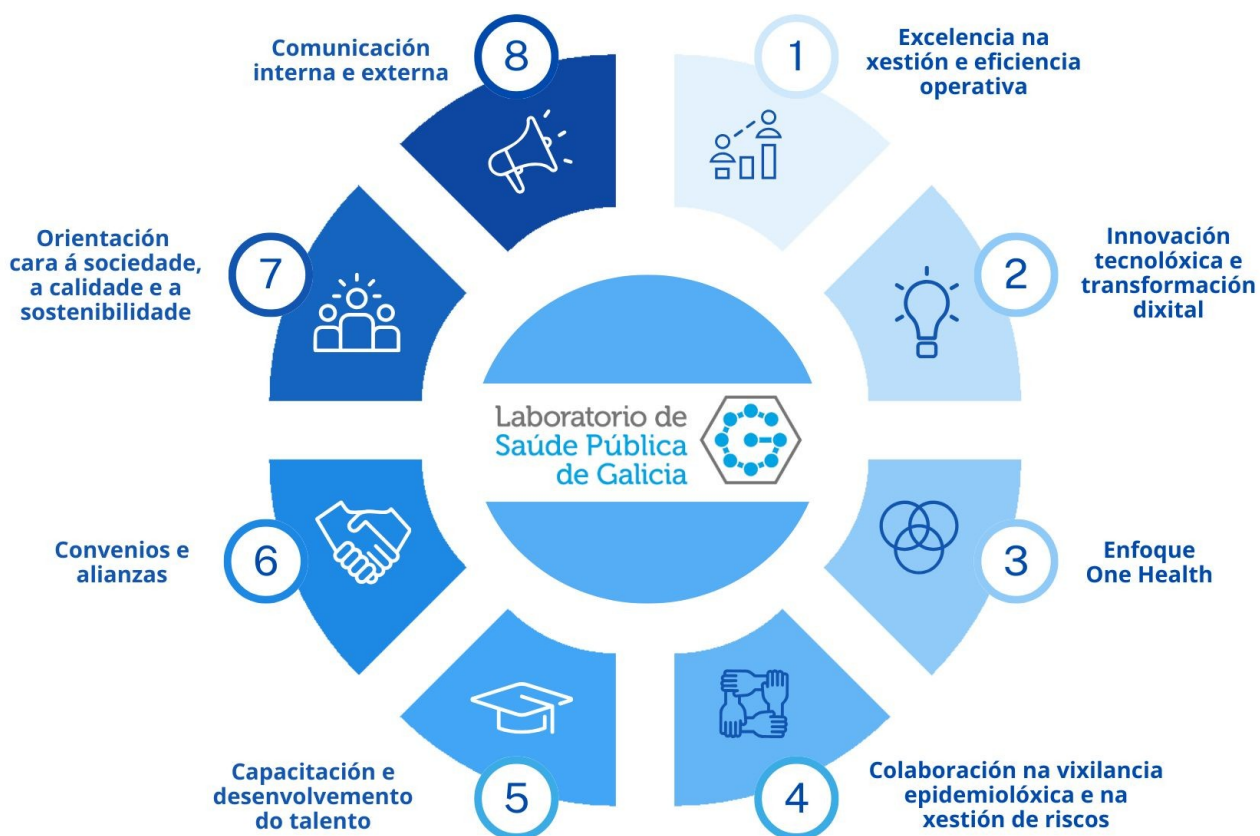 1
Excelencia na
xestión e eficiencia
operativa
2
Innovación
tecnolóxica e
transformación
dixital
3
Enfoque
One Health
4
Colaboración na vixilancia
epidemiolóxica e na
xestión de riscos
5
Capacitación e
desenvolvemento
do talento
6
Convenios e
alianzas
7
Orientación
cara á sociedade,
a calidade e a
sostenibilidade
8
Comunicación
interna e externa
Laboratorio de
Saúde Pública
de Galicia